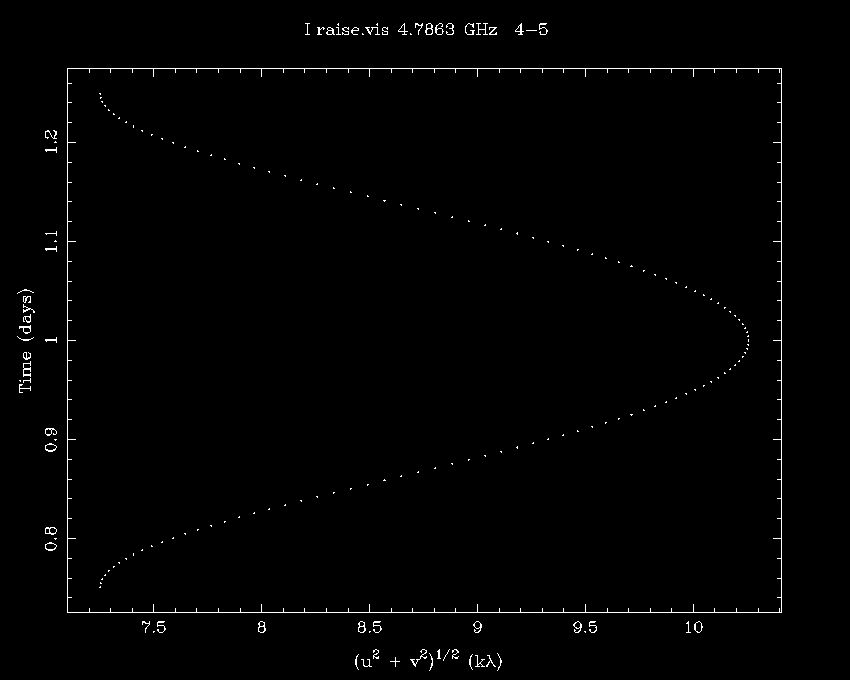 I raise.vis 4.7863 GHz 4-5
1.2
1.1
1
0.9
0.8
Time (days)
7.5 8 8.5 9 9.5 10
(u² + v²)¹/² (kλ)